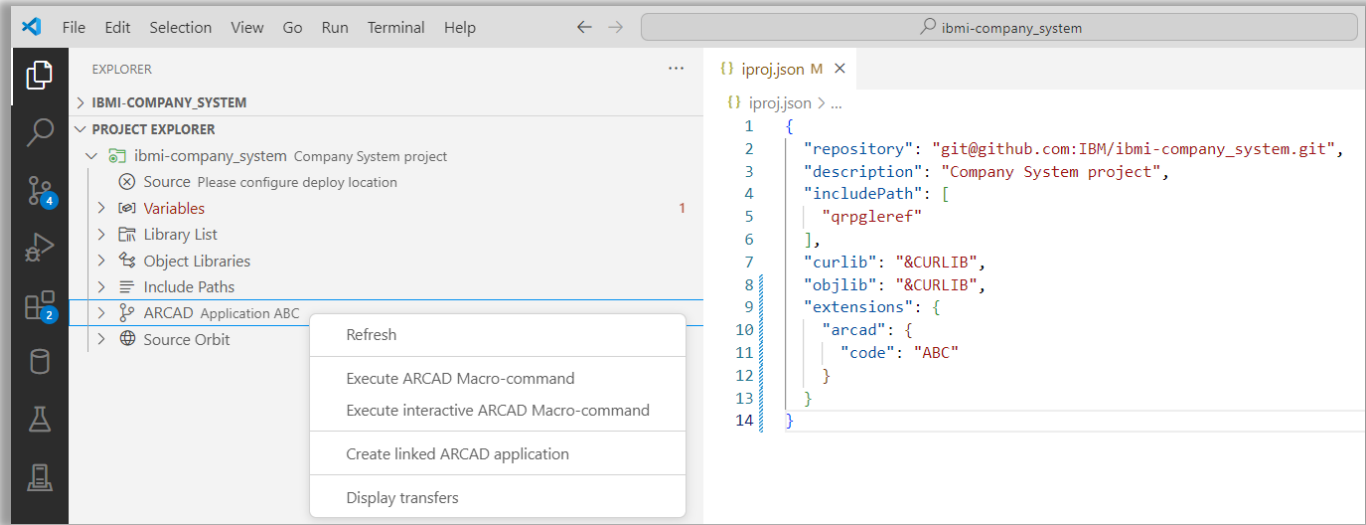 File Edit Selection View Go Run Terminal Help ibmi-company_system
EXPLORER
IBMI-COMPANY_SYSTEM
PROJECT EXPLORER
ibmi-company_system Company System project
Source Please configure deploy location
Variables 1
Library List
Object Libraries
Include Paths
ARCAD Application ABC
Source Orbit
4
2
Refresh
Execute ARCAD Macro-command
Execute interactive ARCAD Macro-command
Create linked ARCAD application
Display transfers
{} iproj.json M ×
{} iproj.json > ...
1 {
2 "repository": "git@github.com:IBM/ibmi-company_system.git",
3 "description": "Company System project",
4 "includePath": [
5 "qrpgleref"
6 ],
7 "curlib": "&CURLIB",
8 "objlib": "&CURLIB",
9 "extensions": {
10 "arcad": {
11 "code": "ABC"
12 }
13 }
14 }